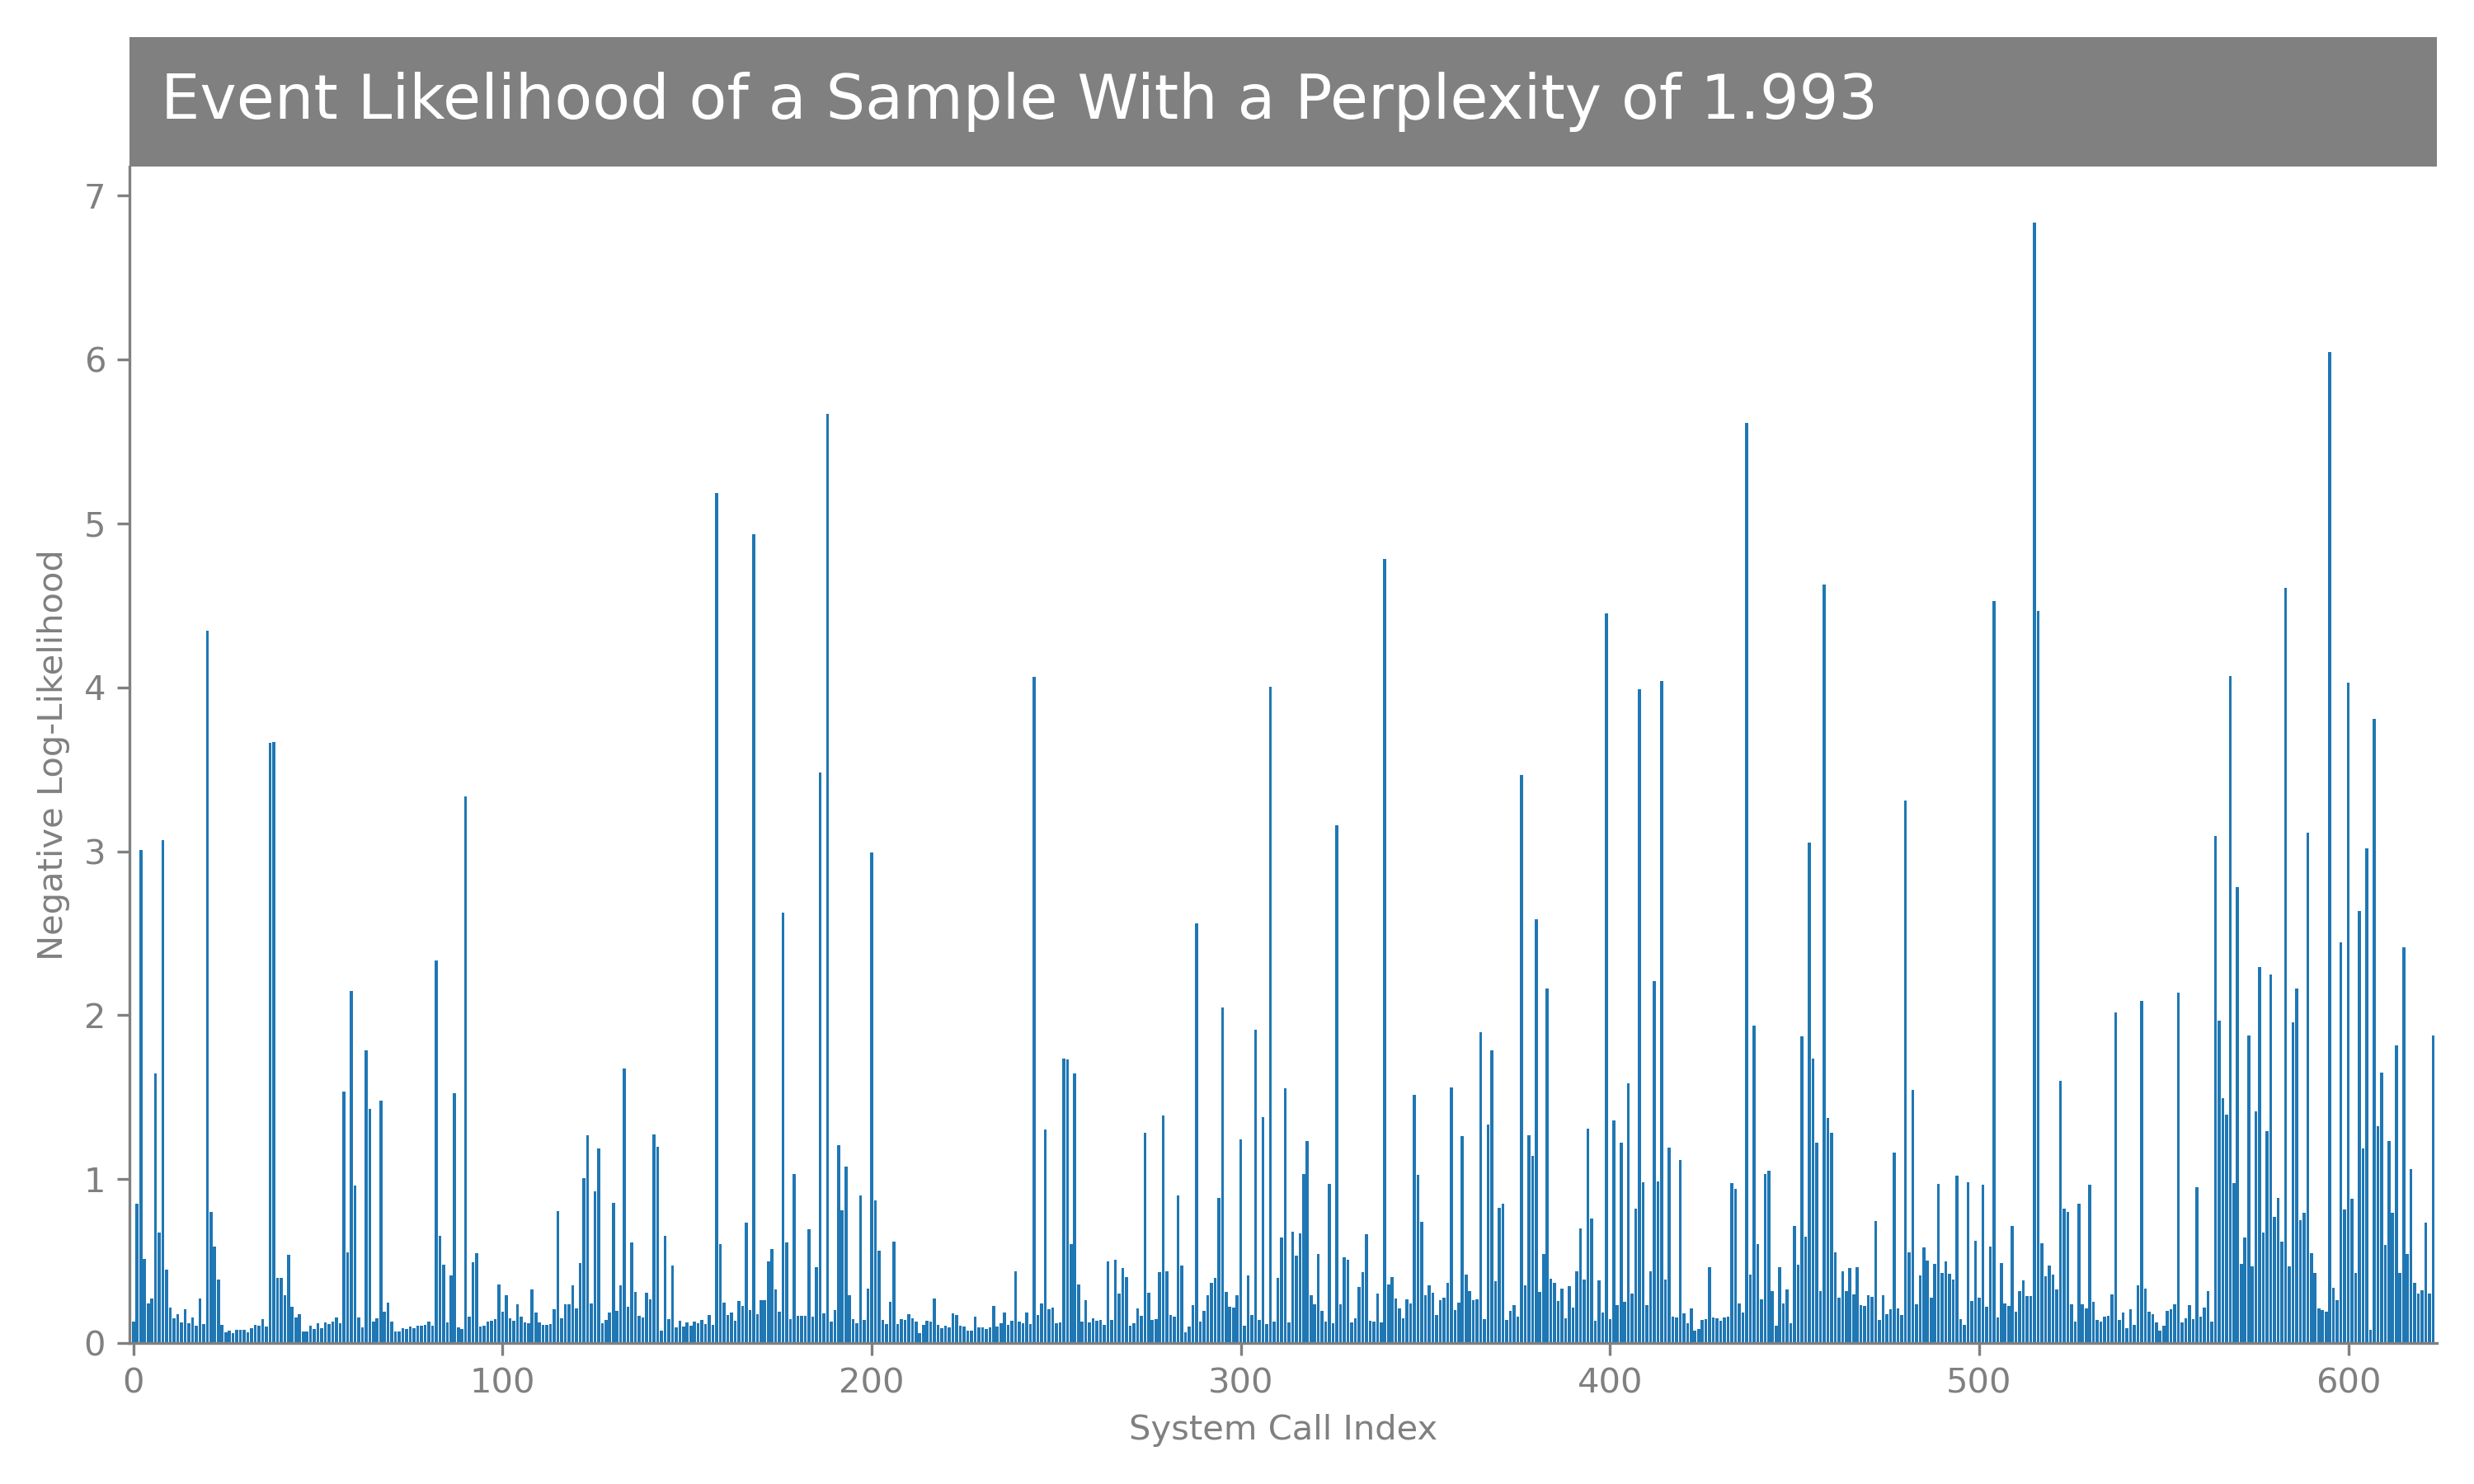 Event Likelihood of a Sample With a Perplexity of 1.993
7
6
5
4
3
2
1
0
Negative Log-Likelihood
0 100 200 300 400 500 600
System Call Index